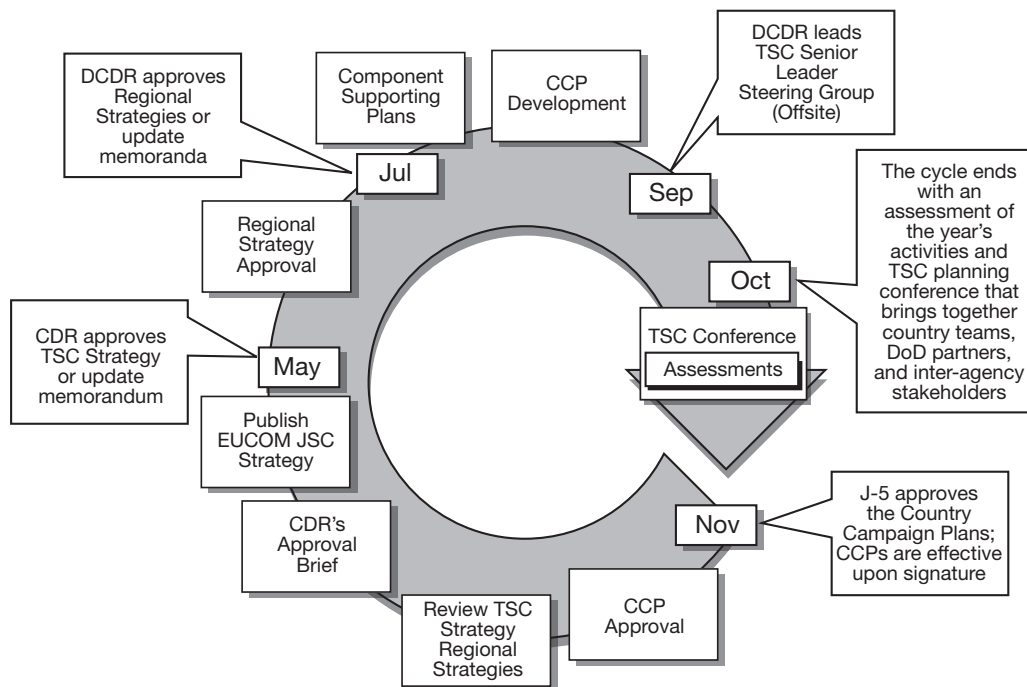 DCDR approves
Regional
Strategies or
update
memoranda
Component
Supporting
Plans
CCP
Development
DCDR leads
TSC Senior
Leader
Steering Group
(Offsite)
Jul
Sep
Regional
Strategy
Approval
Oct
The cycle ends
with an
assessment of
the year's
activities and
TSC planning
conference that
brings together
country teams,
DoD partners,
and inter-agency
stakeholders
CDR approves
TSC Strategy
or update
memorandum
May
TSC Conference
Assessments
Publish
EUCOM JSC
Strategy
CDR's
Approval
Brief
Nov
J-5 approves
the Country
Campaign Plans;
CCPs are effective
upon signature
Review TSC
Strategy
Regional
Strategies
CCP
Approval